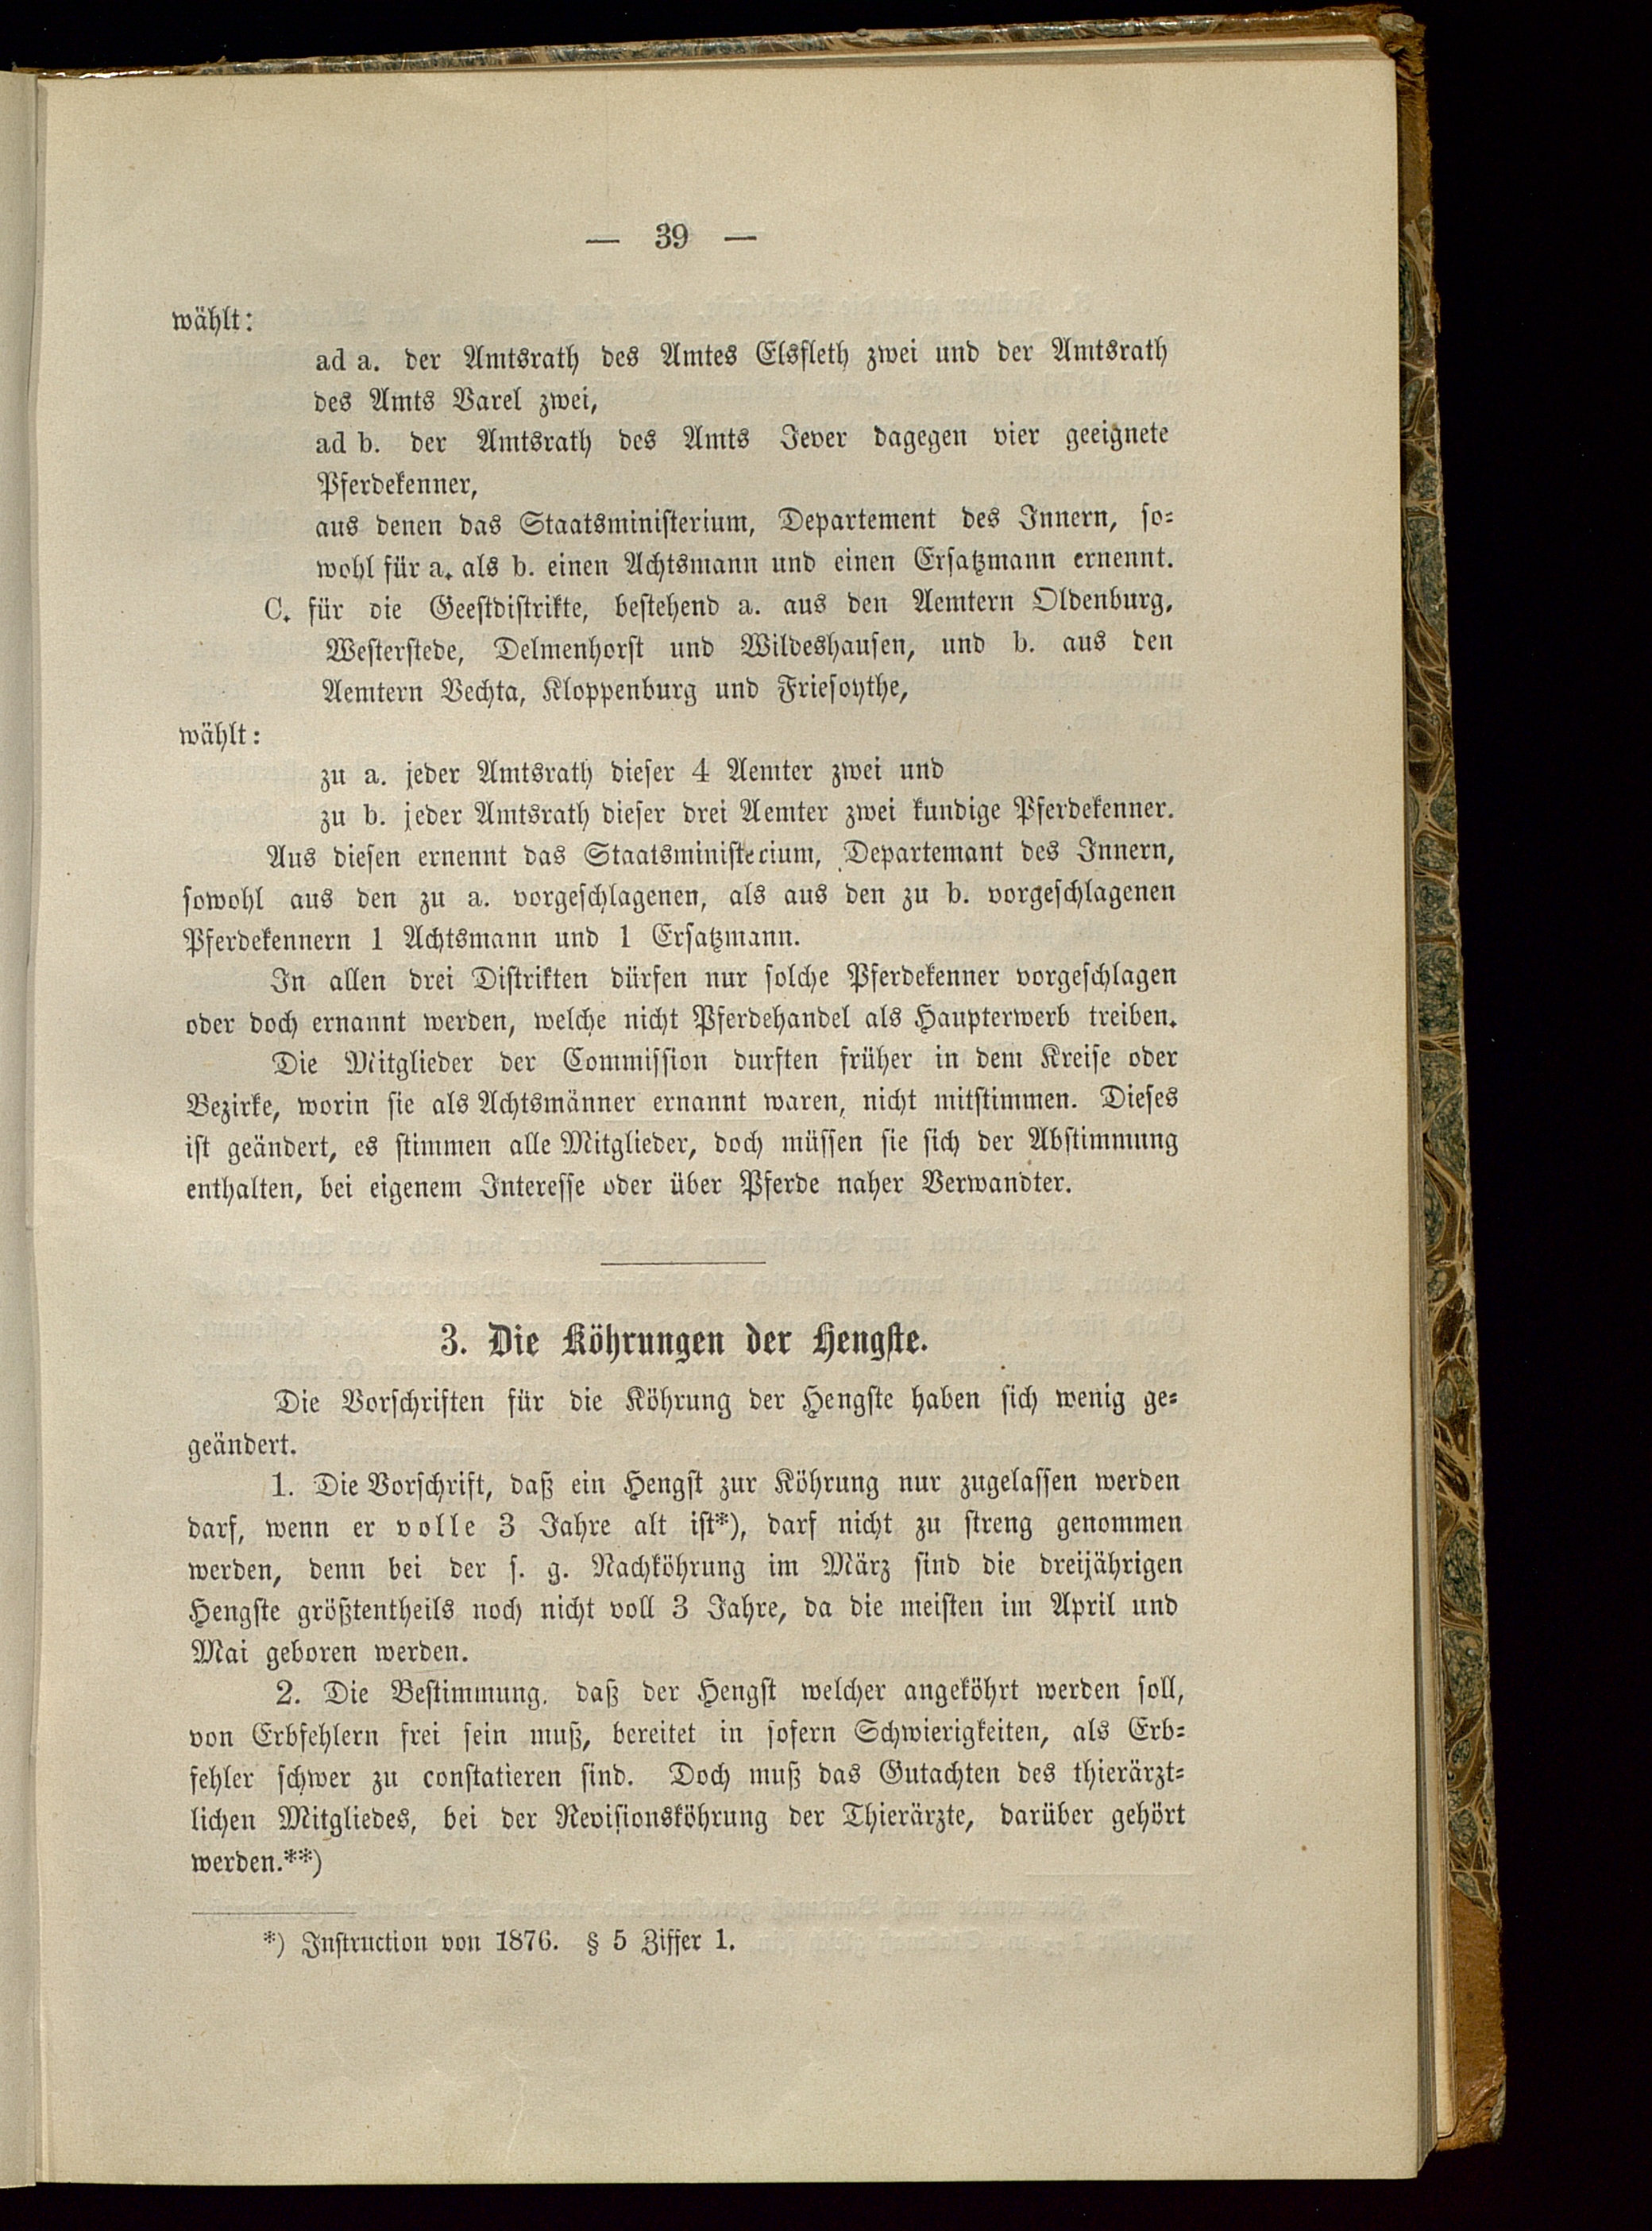 — 39 —
wählt:
ad a. der Amtsrath des Amtes Elsfleth zwei und der Amtsrath
des Amts Varel zwei,
ad b. der Amtsrath des Amts Jever dagegen vier geeignete
Pferdekenner,
aus denen das Staatsministerium, Departement des Innern, so-
wohl für a. als b. einen Achtsmann und einen Ersatzmann ernennt.
C. für die Geestdistrikte, bestehend a. aus den Aemtern Oldenburg,
Westerstede, Delmenhorst und Wildeshausen, und b. aus den
Aemtern Vechta, Kloppenburg und Friesoythe,
wählt:
zu a. jeder Amtsrath dieser 4 Aemter zwei und
zu b. jeder Amtsrath dieser drei Aemter zwei kundige Pferdekenner.
Aus diesen ernennt das Staatsministerium, Departemant des Innern,
sowohl aus den zu a. vorgeschlagenen, als aus den zu b. vorgeschlagenen
Pferdekennern 1 Achtsmann und 1 Ersatzmann.
In allen drei Distrikten dürfen nur solche Pferdekenner vorgeschlagen
oder doch ernannt werden, welche nicht Pferdehandel als Haupterwerb treiben.
Die Mitglieder der Commission durften früher in dem Kreise oder
Bezirke, worin sie als Achtsmänner ernannt waren, nicht mitstimmen. Dieses
ist geändert, es stimmen alle Mitglieder, doch müssen sie sich der Abstimmung
enthalten, bei eigenem Interesse oder über Pferde naher Verwandter.
3. Die Köhrungen der Hengste.
Die Vorschriften für die Köhrung der Hengste haben sich wenig ge-
geändert.
1. Die Vorschrift, daß ein Hengst zur Köhrung nur zugelassen werden
darf, wenn er volle 3 Jahre alt ist*), darf nicht zu streng genommen
werden, denn bei der s. g. Nachköhrung im März sind die dreijährigen
Hengste größtentheils noch nicht voll 3 Jahre, da die meisten im April und
Mai geboren werden.
2. Die Bestimmung. daß der Hengst welcher angeköhrt werden soll,
von Erbfehlern frei sein muß, bereitet in sofern Schwierigkeiten, als Erb-
fehler schwer zu constatieren sind. Doch muß das Gutachten des thierärzt-
lichen Mitgliedes, bei der Revisionsköhrung der Thierärzte, darüber gehört
werden.**)
*) Instruction von 1876. § 5 Ziffer 1.